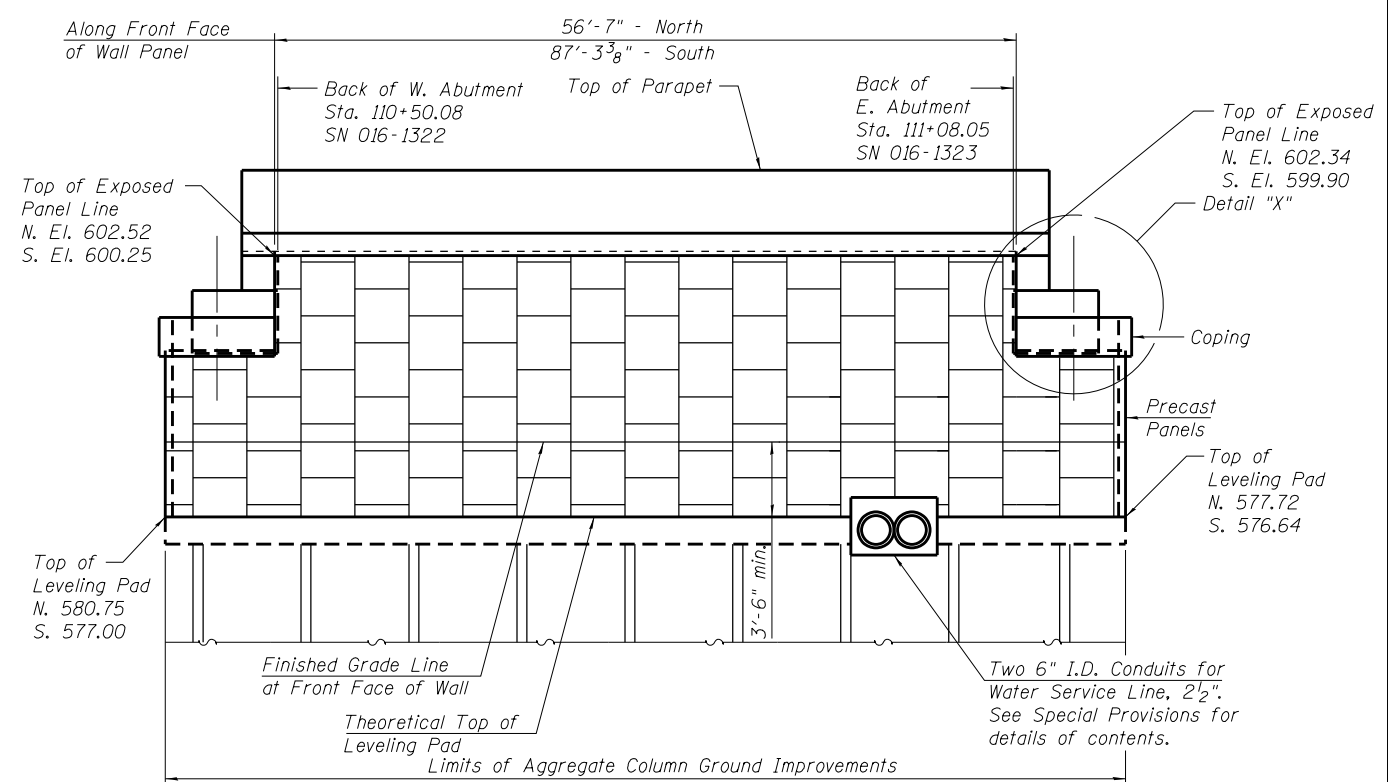 Along Front Face
of Wall Panel
56'-7" - North
87'-3 3/8" - South
Back of W. Abutment
Sta. 110+50.08
SN 016-1322
Top of Parapet
Back of
E. Abutment
Sta. 111+08.05
SN 016-1323
Top of Exposed
Panel Line
N. El. 602.34
S. El. 599.90
Detail "X"
Top of Exposed
Panel Line
N. El. 602.52
S. El. 600.25
Coping
Precast
Panels
Top of
Leveling Pad
N. 577.72
S. 576.64
Top of
Leveling Pad
N. 580.75
S. 577.00
3'-6" min.
Finished Grade Line
at Front Face of Wall
Theoretical Top of
Leveling Pad
Two 6" I.D. Conduits for
Water Service Line, 2 1/2".
See Special Provisions for
details of contents.
Limits of Aggregate Column Ground Improvements